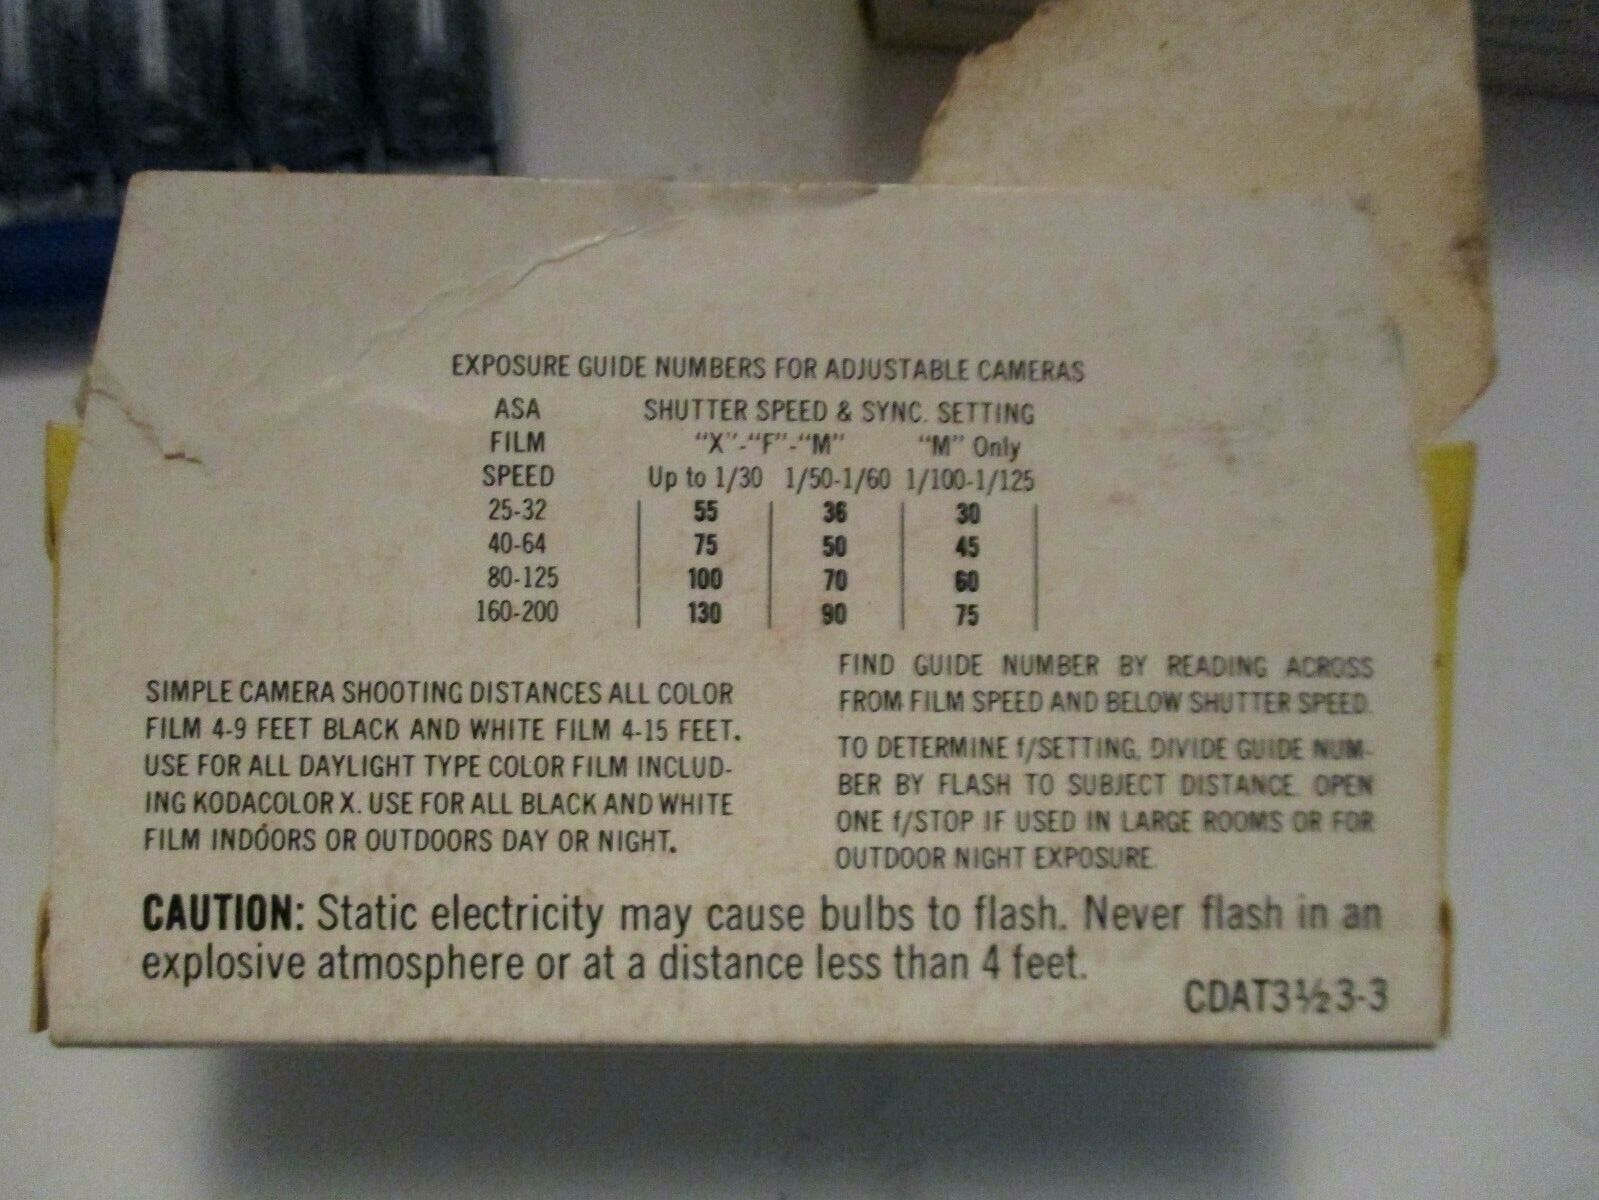 EXPOSURE GUIDE NUMBERS FOR ADJUSTABLE CAMERAS
ASA SHUTTER SPEED & SYNC. SETTING
FILM "X"-"F"-"M" "M" Only
SPEED Up to 1/30 1/50-1/60 1/100-1/125
25-32 55 36 30
40-64 75 50 45
80-125 100 70 60
160-200 130 90 75
SIMPLE CAMERA SHOOTING DISTANCES ALL COLOR
FILM 4-9 FEET BLACK AND WHITE FILM 4-15 FEET.
USE FOR ALL DAYLIGHT TYPE COLOR FILM INCLUD-
ING KODACOLOR X. USE FOR ALL BLACK AND WHITE
FILM INDOORS OR OUTDOORS DAY OR NIGHT.
FIND GUIDE NUMBER BY READING ACROSS
FROM FILM SPEED AND BELOW SHUTTER SPEED.
TO DETERMINE f/SETTING, DIVIDE GUIDE NUM-
BER BY FLASH TO SUBJECT DISTANCE. OPEN
ONE f/STOP IF USED IN LARGE ROOMS OR FOR
OUTDOOR NIGHT EXPOSURE.
CAUTION: Static electricity may cause bulbs to flash. Never flash in an
explosive atmosphere or at a distance less than 4 feet.
CDAT3½3-3